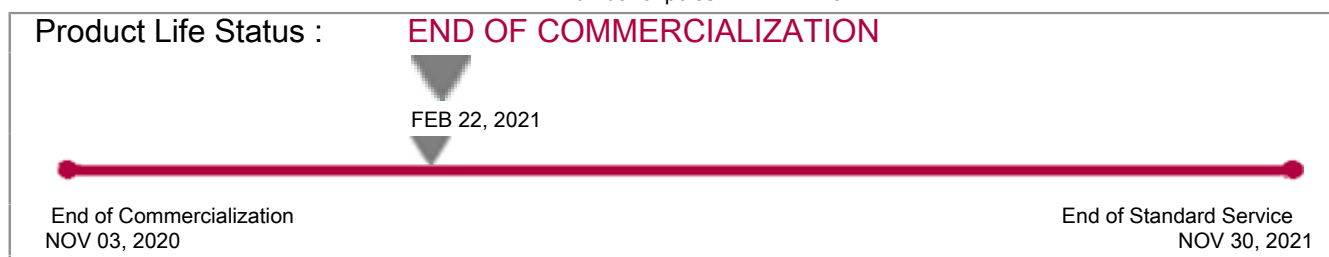 Product Life Status : END OF COMMERCIALIZATION
FEB 22, 2021
End of Commercialization
NOV 03, 2020
End of Standard Service
NOV 30, 2021